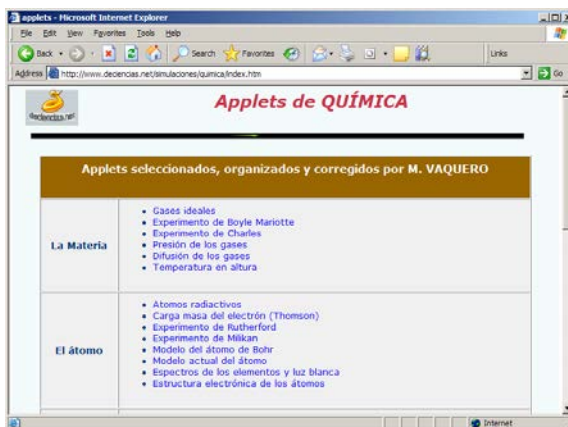 applets - Microsoft Internet Explorer
File Edit View Favorites Tools Help
Back Search Favorites Links
Address http://www.deciencias.net/simulaciones/quimica/index.htm Go
deciencias.net
Applets de QUÍMICA
Applets seleccionados, organizados y corregidos por M. VAQUERO
La Materia
Gases ideales
Experimento de Boyle Mariotte
Experimento de Charles
Presión de los gases
Difusión de los gases
Temperatura en altura
El átomo
Atomos radiactivos
Carga masa del electrón (Thomson)
Experimento de Rutherford
Experimento de Milikan
Modelo del átomo de Bohr
Modelo actual del átomo
Espectros de los elementos y luz blanca
Estructura electrónica de los átomos
Internet